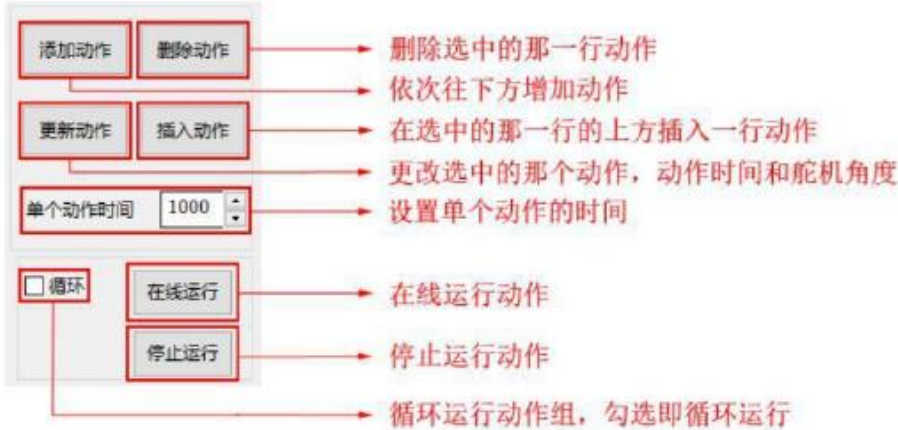 添加动作 删除动作 删除选中的那一行动作
依次往下方增加动作
更新动作 插入动作 在选中的那一行的上方插入一行动作
更改选中的那个动作，动作时间和舵机角度
单个动作时间 1000 设置单个动作的时间
循环 在线运行 在线运行动作
停止运行 停止运行动作
循环运行动作组，勾选即循环运行